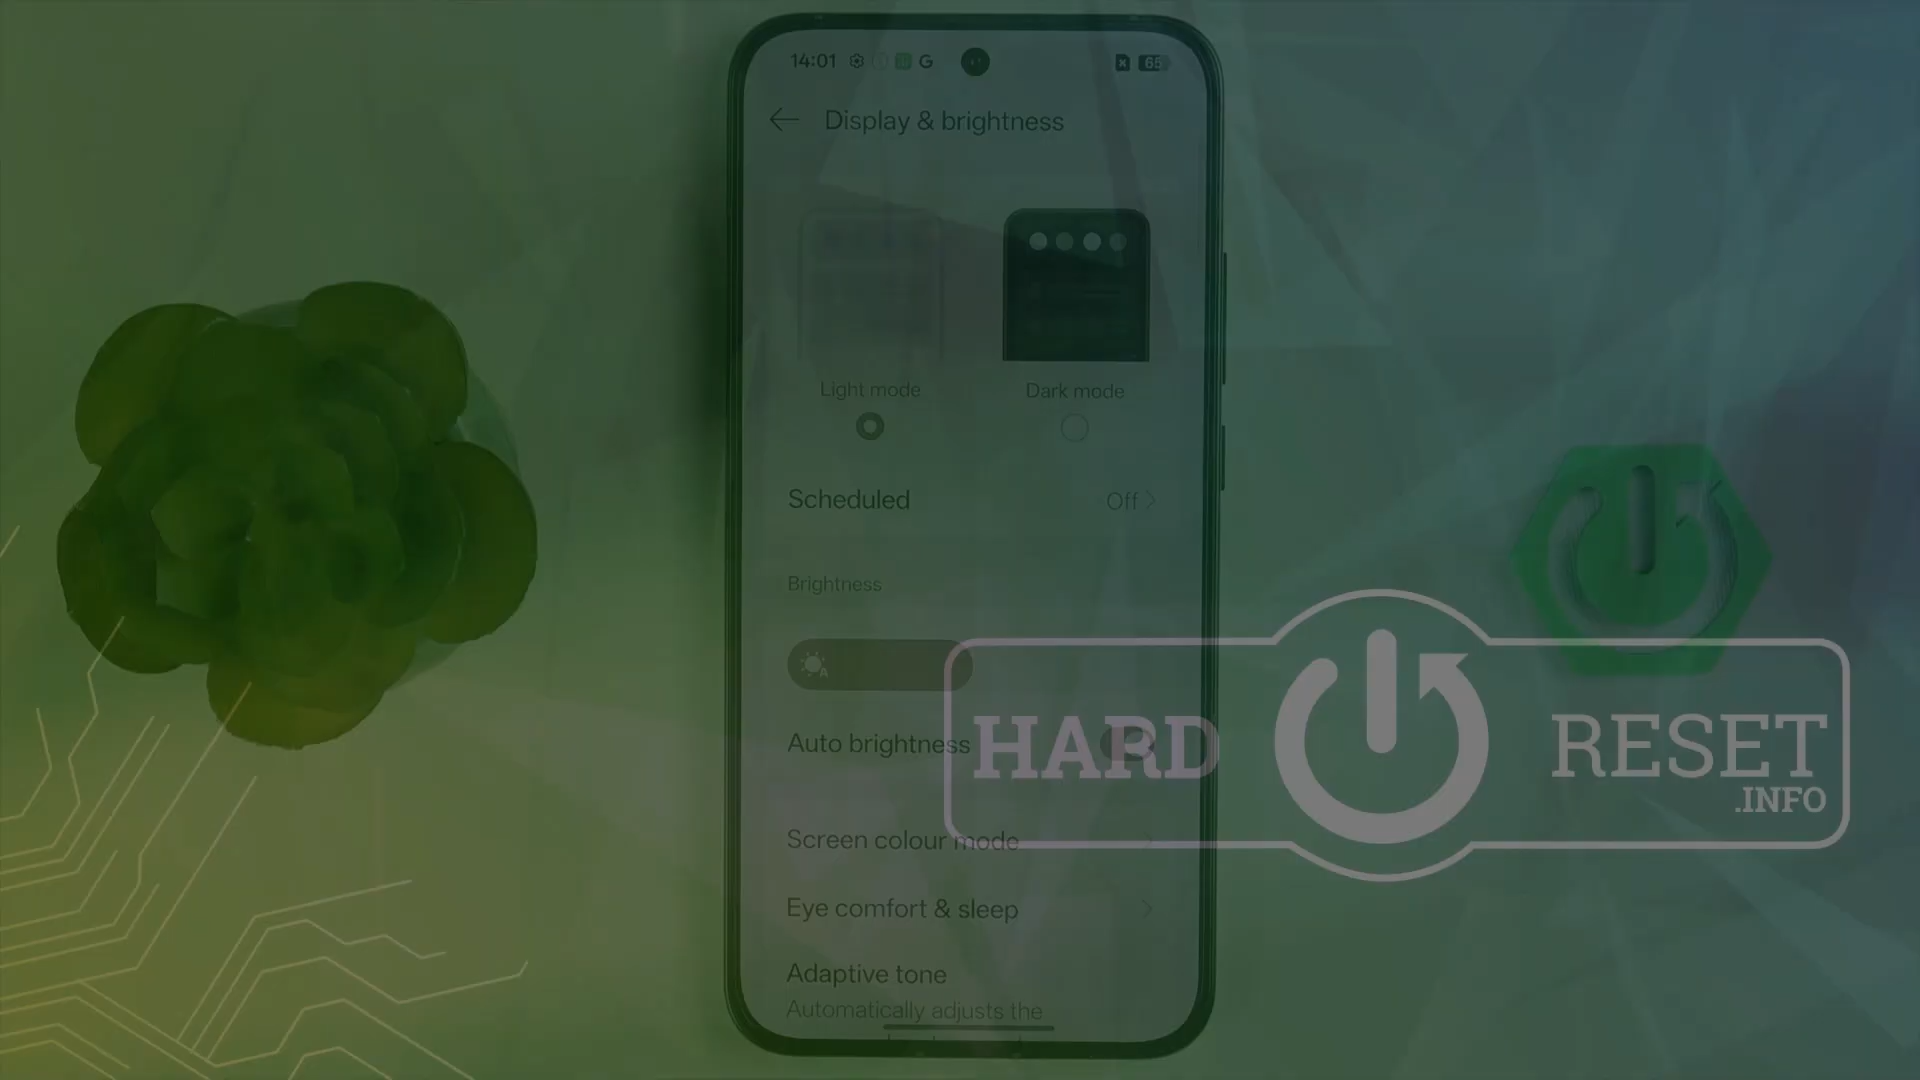 14:01 G 65
Display & brightness
Light mode Dark mode
Scheduled Off
Brightness
A
Auto brightness
HARD RESET
.INFO
Screen colour mode
Eye comfort & sleep
Adaptive tone
Automatically adjusts the